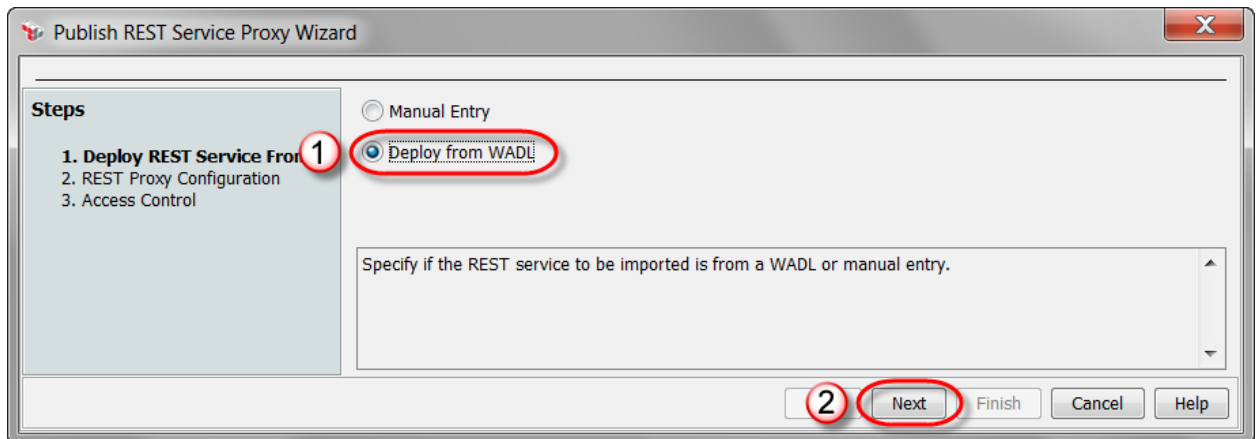 Publish REST Service Proxy Wizard
X
Steps
1. Deploy REST Service
2. REST Proxy Configuration
3. Access Control
Manual Entry
1
Deploy from WADL
Specify if the REST service to be imported is from a WADL or manual entry.
2
Next
Finish
Cancel
Help